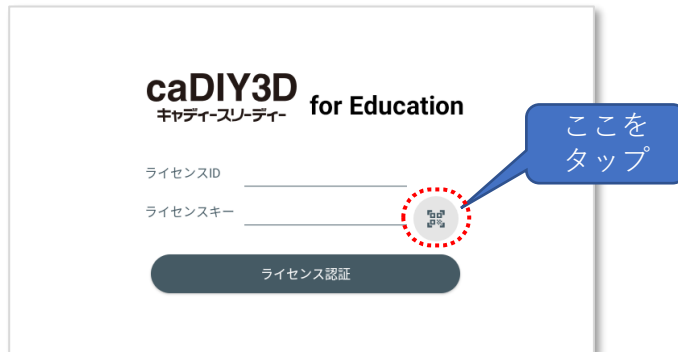 caDIY3D
キャディースリーディー
for Education
ここを
タップ
ライセンスID
ライセンスキー
ライセンス認証